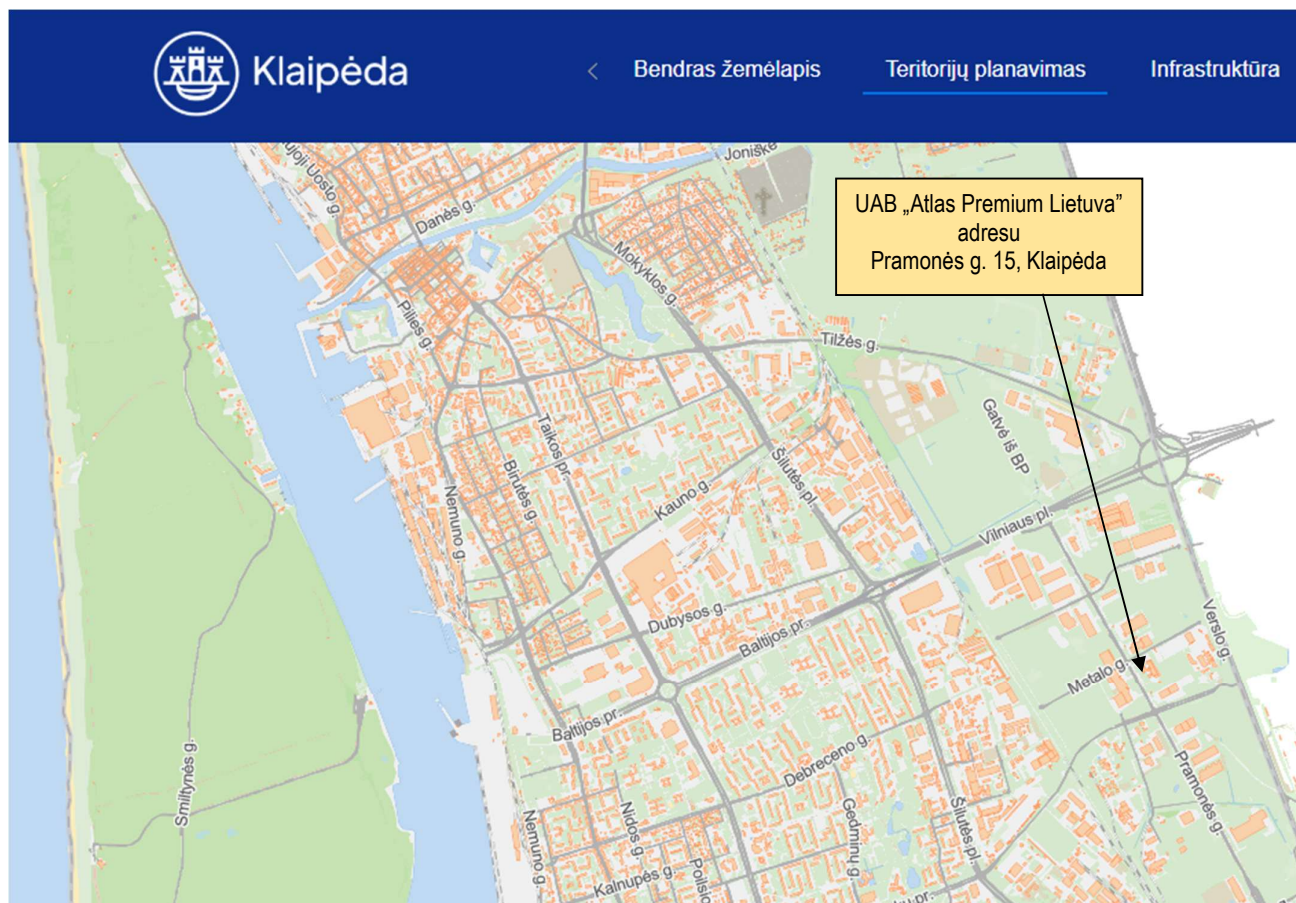 Klaipėda
<
Bendras žemėlapis
Teritorijų planavimas
Infrastruktūra
Joniškė
UAB „Atlas Premium Lietuva”
adresu
Pramonės g. 15, Klaipėda
Danės g.
Mokyklos g.
Pilies g.
Tilžės g.
Taikos pr.
Gatvė iš BP
Birutės g.
Šilutės pl.
Nemuno g.
Kauno g.
Vilniaus pl.
Dubysos g.
Baltijos pr.
Verslo g.
Metalo g.
Baltijos pr.
Smiltynės g.
Debreceno g.
Pramonės g.
Nemuno g.
Nidos g.
Gedminų g.
Šilutės pl.
Kalnupės g.